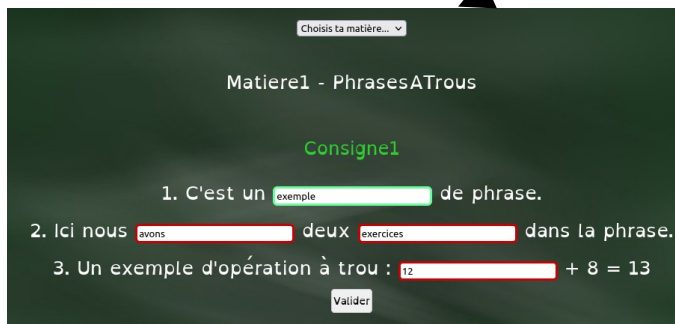 Choisis ta matière...
Matiere1 - PhrasesATrous
Consigne1
1. C'est un exemple de phrase.
2. Ici nous avons deux exercices dans la phrase.
3. Un exemple d'opération à trou : 12 + 8 = 13
Valider